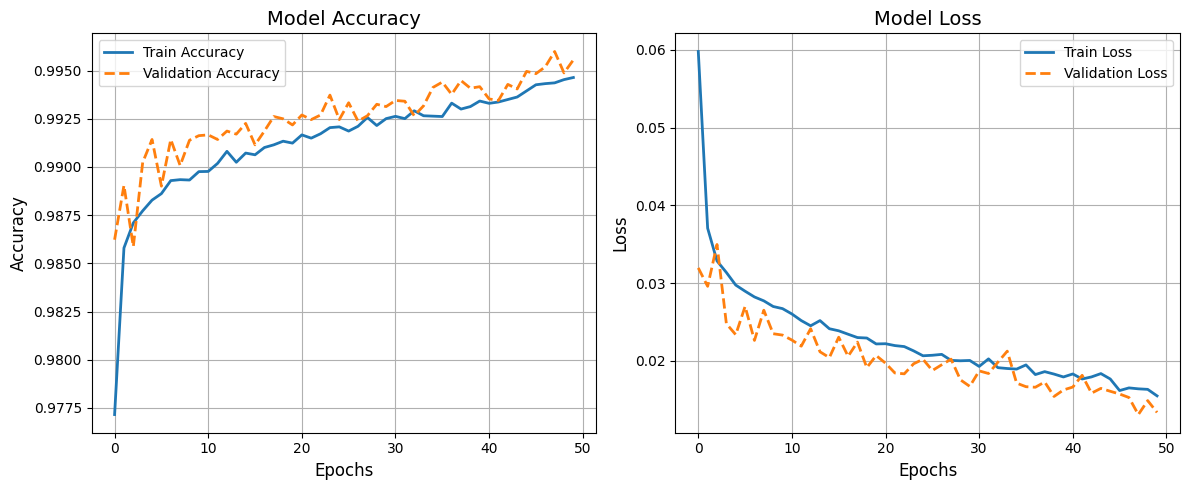 Model Accuracy
Train Accuracy
Validation Accuracy
0.9950
0.9925
0.9900
0.9875
0.9850
0.9825
0.9800
0.9775
Accuracy
0 10 20 30 40 50
Epochs
Model Loss
Train Loss
Validation Loss
0.06
0.05
0.04
0.03
0.02
Loss
0 10 20 30 40 50
Epochs